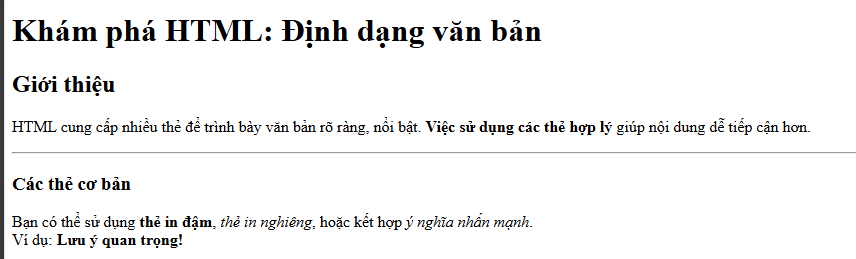 Khám phá HTML: Định dạng văn bản
Giới thiệu
HTML cung cấp nhiều thẻ để trình bày văn bản rõ ràng, nổi bật. Việc sử dụng các thẻ hợp lý giúp nội dung dễ tiếp cận hơn.
Các thẻ cơ bản
Bạn có thể sử dụng thẻ in đậm, thẻ in nghiêng, hoặc kết hợp ý nghĩa nhấn mạnh.
Ví dụ: Lưu ý quan trọng!